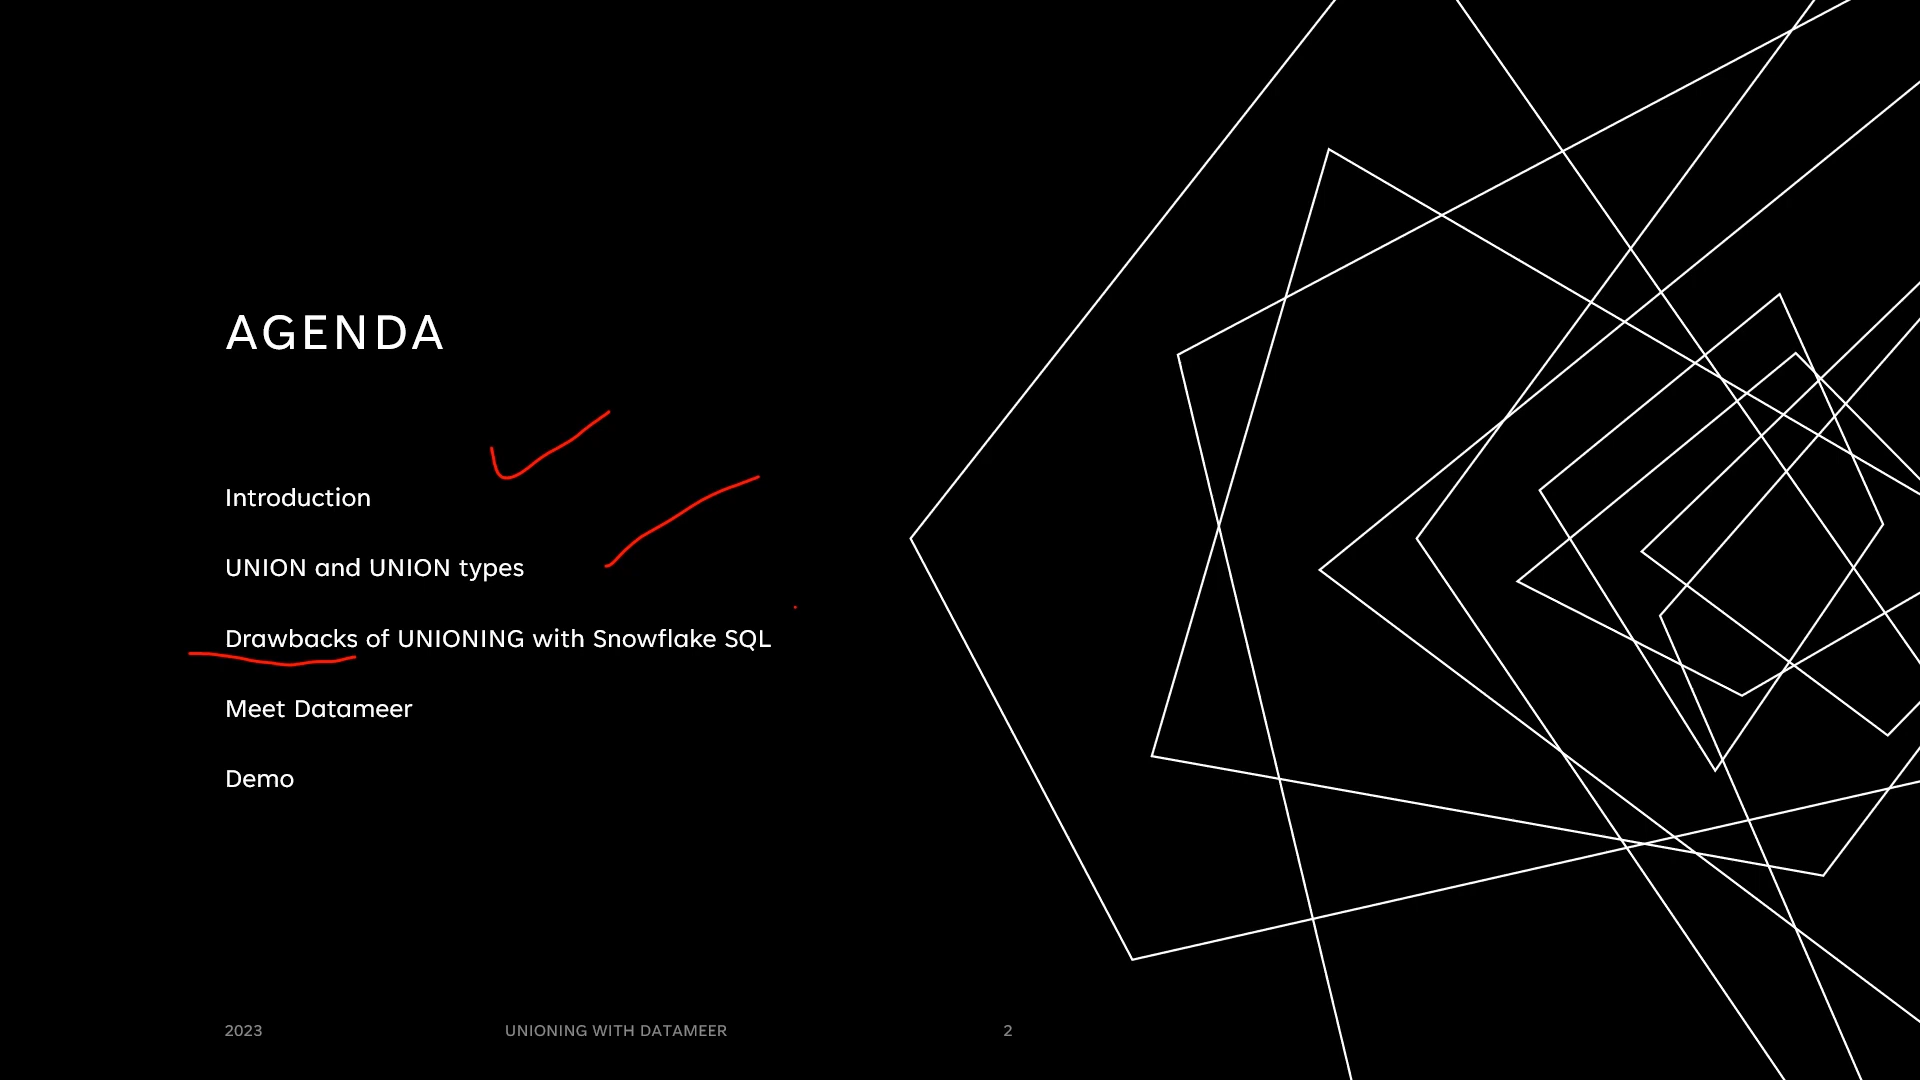 AGENDA
Introduction
UNION and UNION types
Drawbacks of UNIONING with Snowflake SQL
Meet Datameer
Demo
2023 UNIONING WITH DATAMEER 2